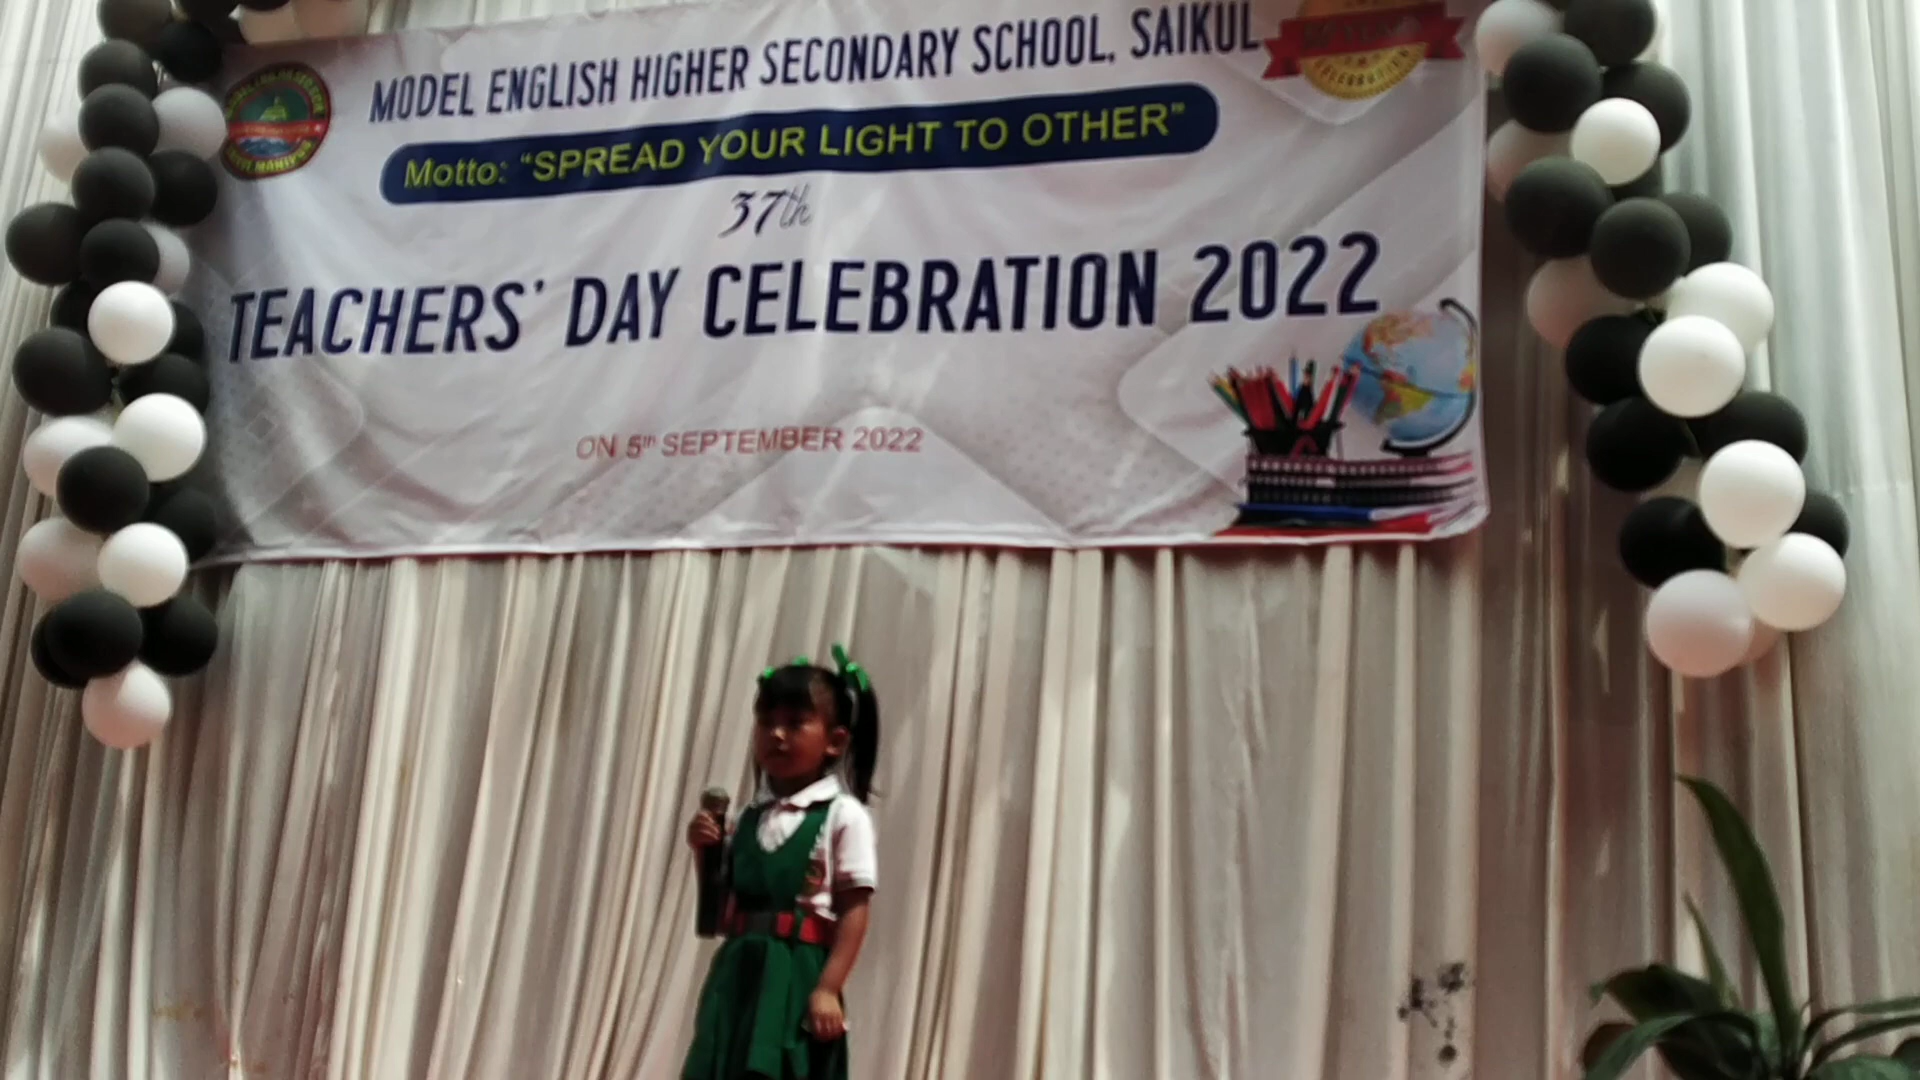 MODEL ENGLISH HIGHER SECONDARY SCHOOL, SAIKUL
Motto: "SPREAD YOUR LIGHT TO OTHER"
37th
TEACHERS' DAY CELEBRATION 2022
ON 5th SEPTEMBER 2022